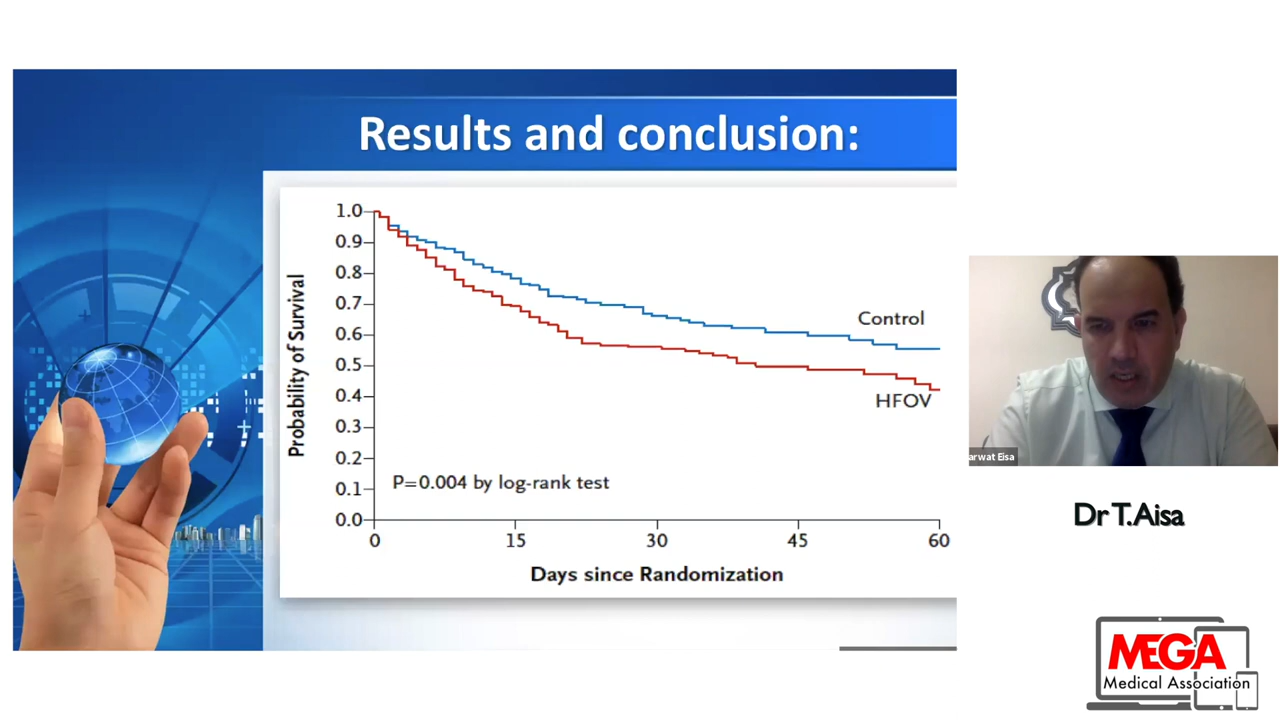 Results and conclusion:
1.0
0.9
0.8
0.7
0.6
0.5
0.4
0.3
0.2
0.1
0.0
Probability of Survival
Control
HFOV
P=0.004 by log-rank test
0 15 30 45 60
Days since Randomization
arwat Eisa
Dr T.Aisa
MEGA
Medical Association